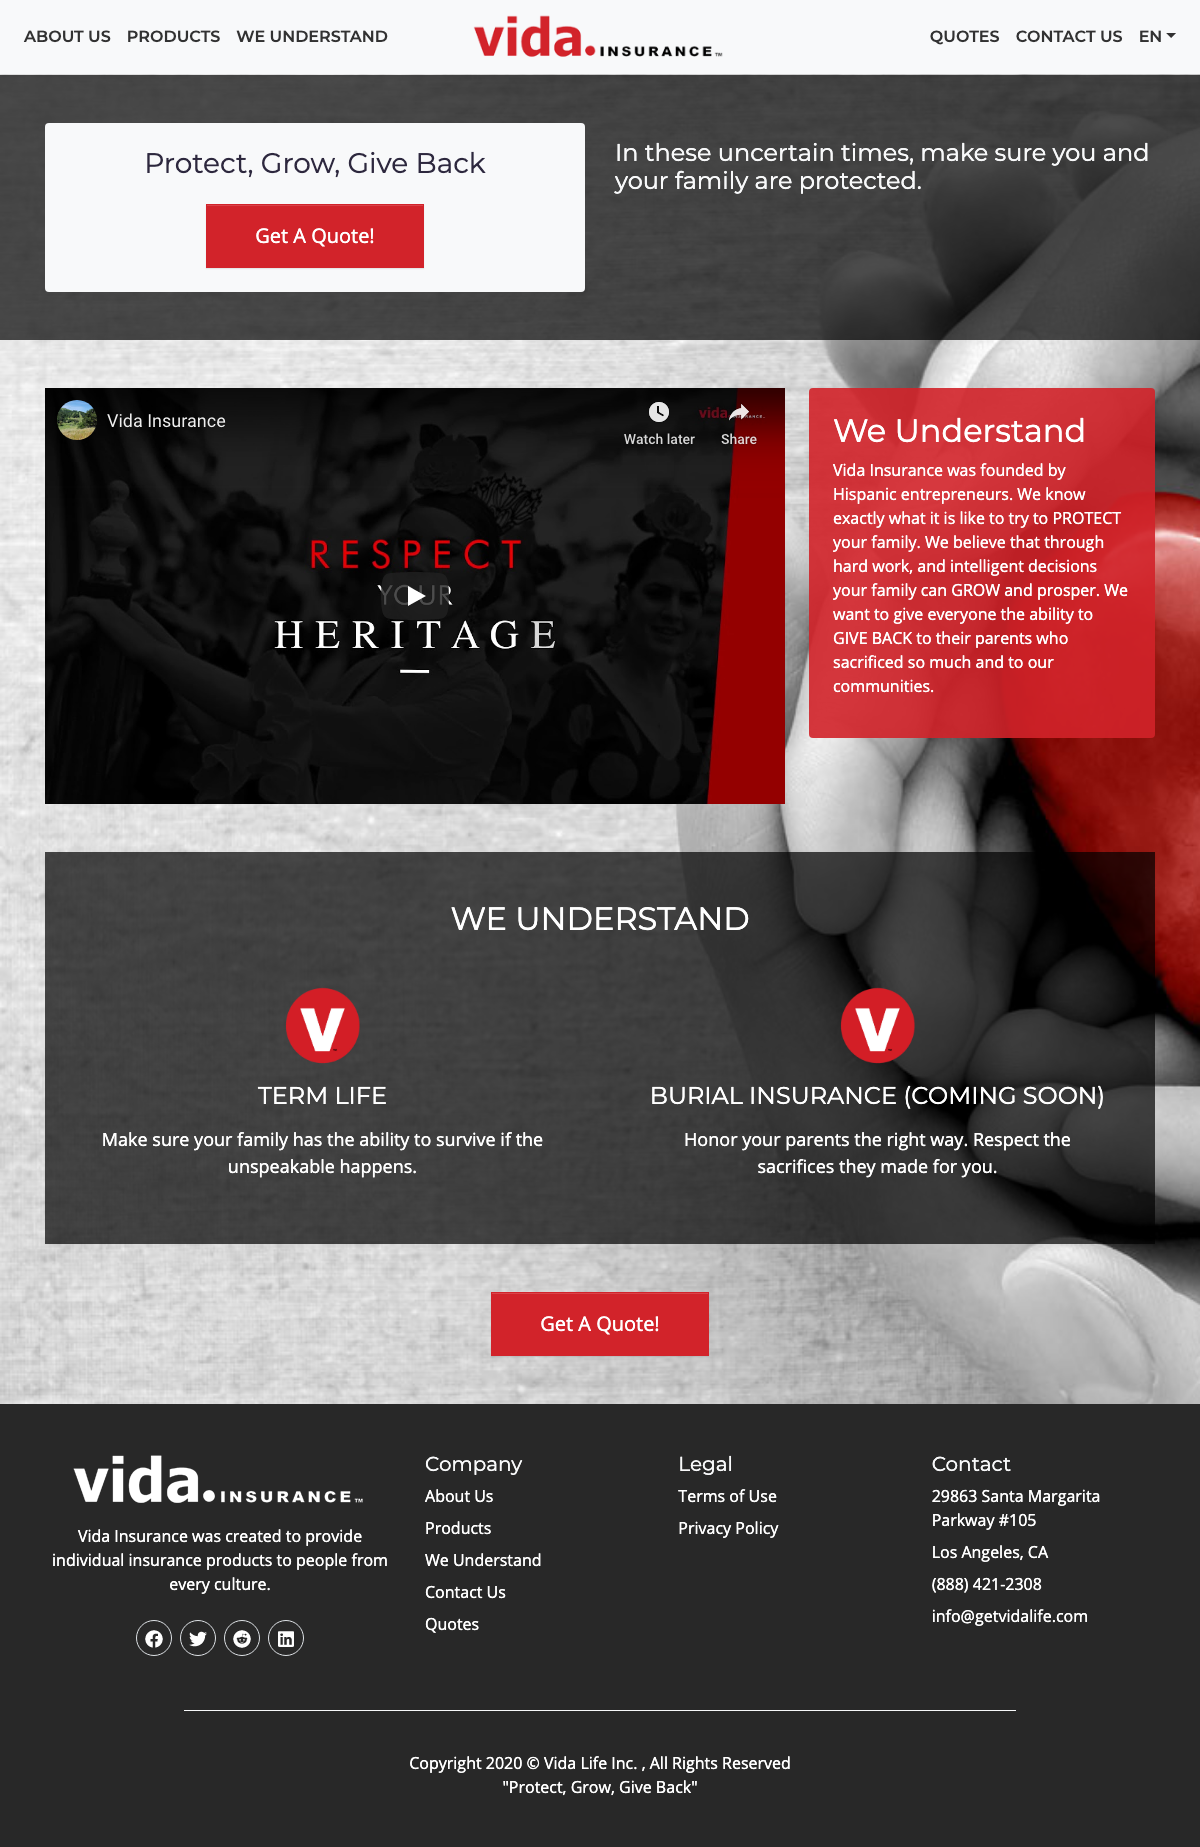 ABOUT US PRODUCTS WE UNDERSTAND
vida.INSURANCE™
QUOTES CONTACT US EN
Protect, Grow, Give Back
Get A Quote!
In these uncertain times, make sure you and
your family are protected.
Vida Insurance
Watch later
Share
vida
RESPECT
YOUR
HERITAGE
We Understand
Vida Insurance was founded by
Hispanic entrepreneurs. We know
exactly what it is like to try to PROTECT
your family. We believe that through
hard work, and intelligent decisions
your family can GROW and prosper. We
want to give everyone the ability to
GIVE BACK to their parents who
sacrificed so much and to our
communities.
WE UNDERSTAND
V
TERM LIFE
Make sure your family has the ability to survive if the
unspeakable happens.
V
BURIAL INSURANCE (COMING SOON)
Honor your parents the right way. Respect the
sacrifices they made for you.
Get A Quote!
vida.INSURANCE™
Vida Insurance was created to provide
individual insurance products to people from
every culture.
Company
About Us
Products
We Understand
Contact Us
Quotes
Legal
Terms of Use
Privacy Policy
Contact
29863 Santa Margarita
Parkway #105
Los Angeles, CA
(888) 421-2308
info@getvidalife.com
Copyright 2020 © Vida Life Inc. , All Rights Reserved
"Protect, Grow, Give Back"